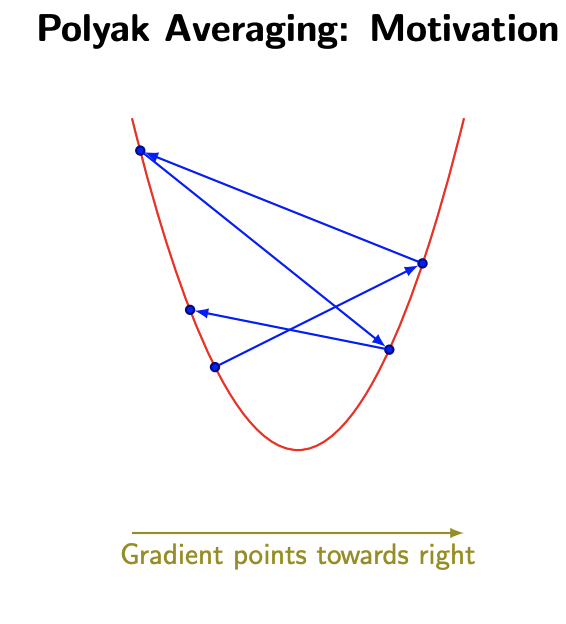 Polyak Averaging: Motivation
Gradient points towards right